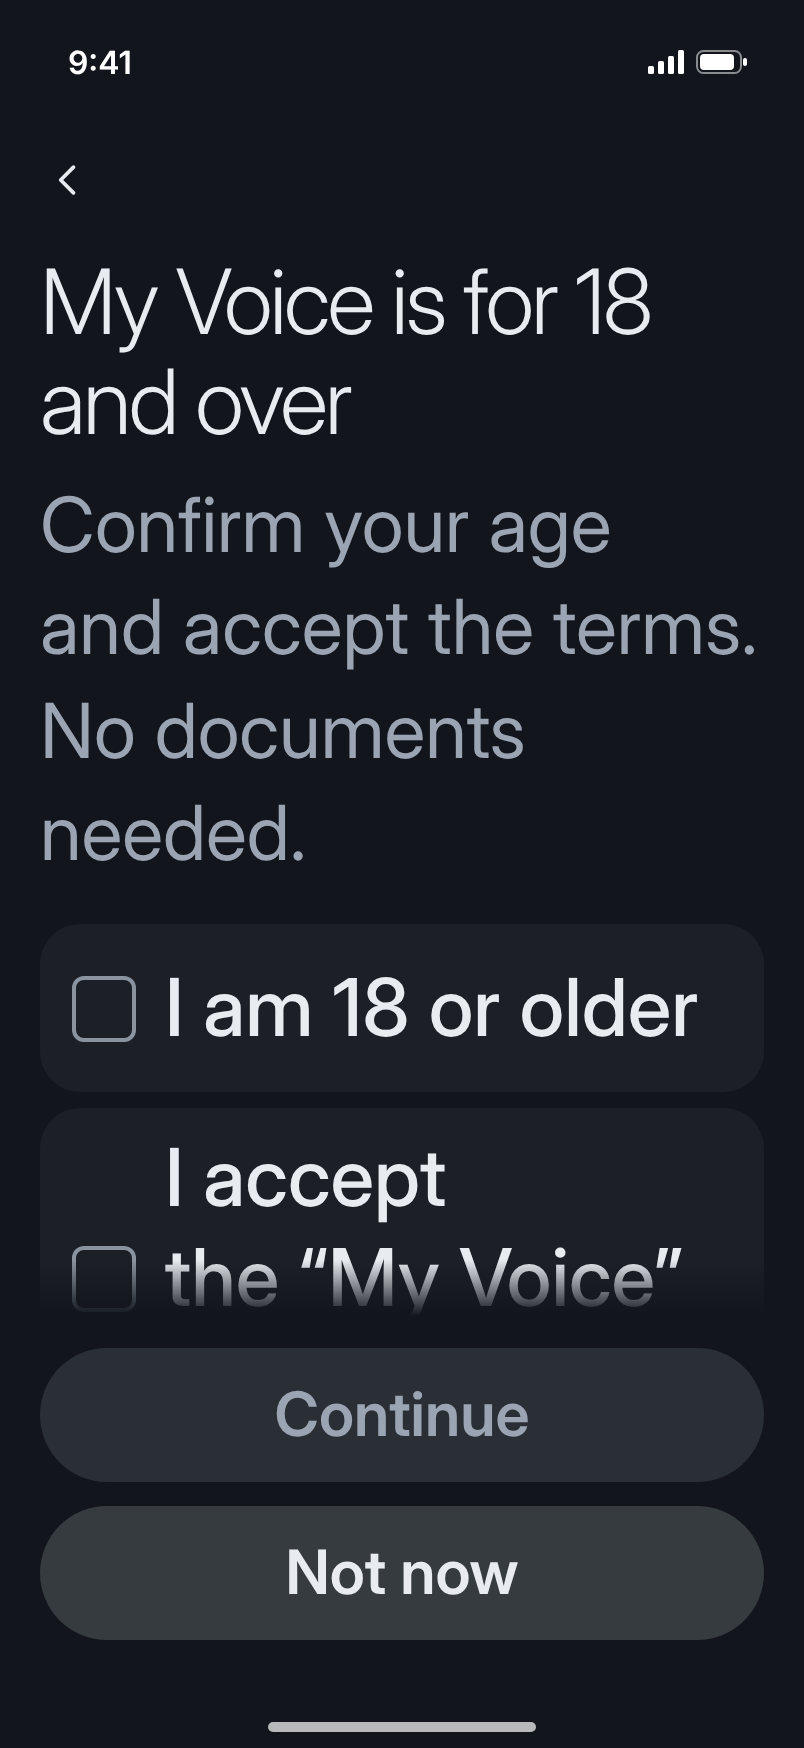 9:41
My Voice is for 18
and over
Confirm your age
and accept the terms.
No documents
needed.
I am 18 or older
I accept
the “My Voice”
Continue
Not now